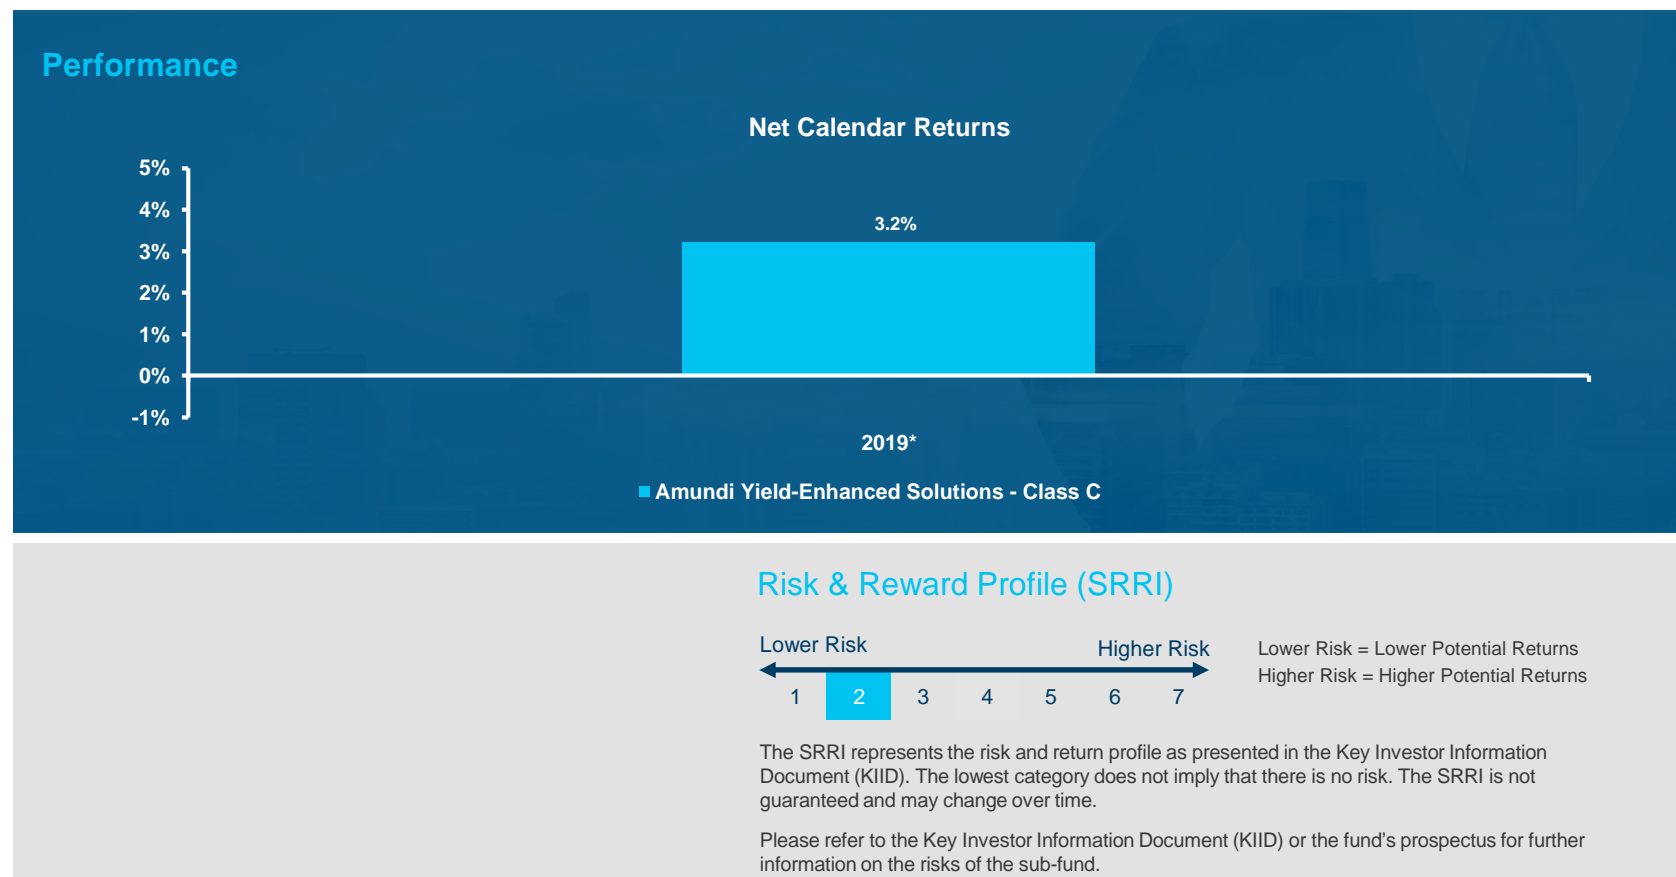 Performance
Net Calendar Returns
5%
4%
3%
2%
1%
0%
-1%
3.2%
2019*
Amundi Yield-Enhanced Solutions - Class C
Risk & Reward Profile (SRRI)
Lower Risk Higher Risk
1 2 3 4 5 6 7
Lower Risk = Lower Potential Returns
Higher Risk = Higher Potential Returns
The SRRI represents the risk and return profile as presented in the Key Investor Information
Document (KIID). The lowest category does not imply that there is no risk. The SRRI is not
guaranteed and may change over time.
Please refer to the Key Investor Information Document (KIID) or the fund’s prospectus for further
information on the risks of the sub-fund.